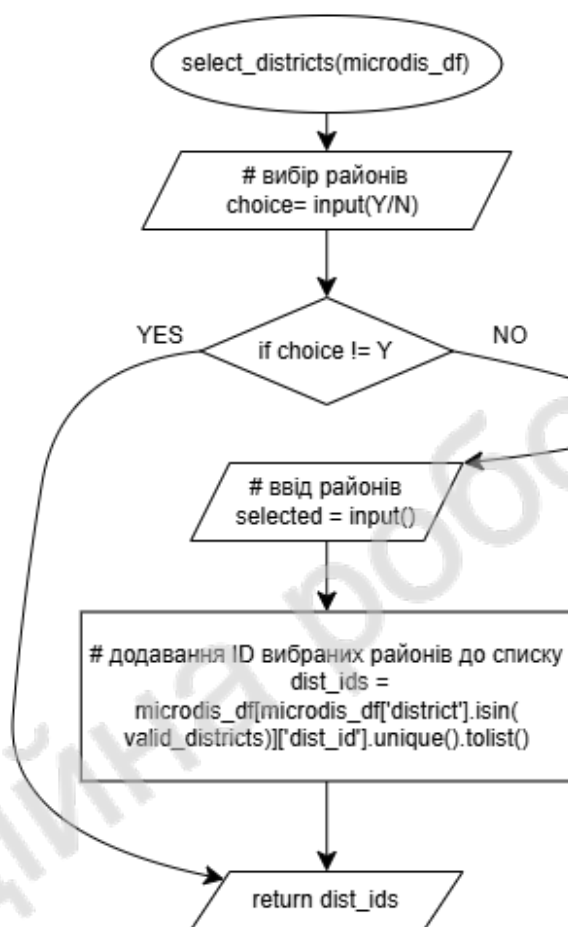 select_districts(microdis_df)
# вибір районів
choice= input(Y/N)
YES
if choice != Y
NO
# ввід районів
selected = input()
# додавання ID вибраних районів до списку
dist_ids =
microdis_df[microdis_df['district'].isin(
valid_districts)]['dist_id'].unique().tolist()
return dist_ids